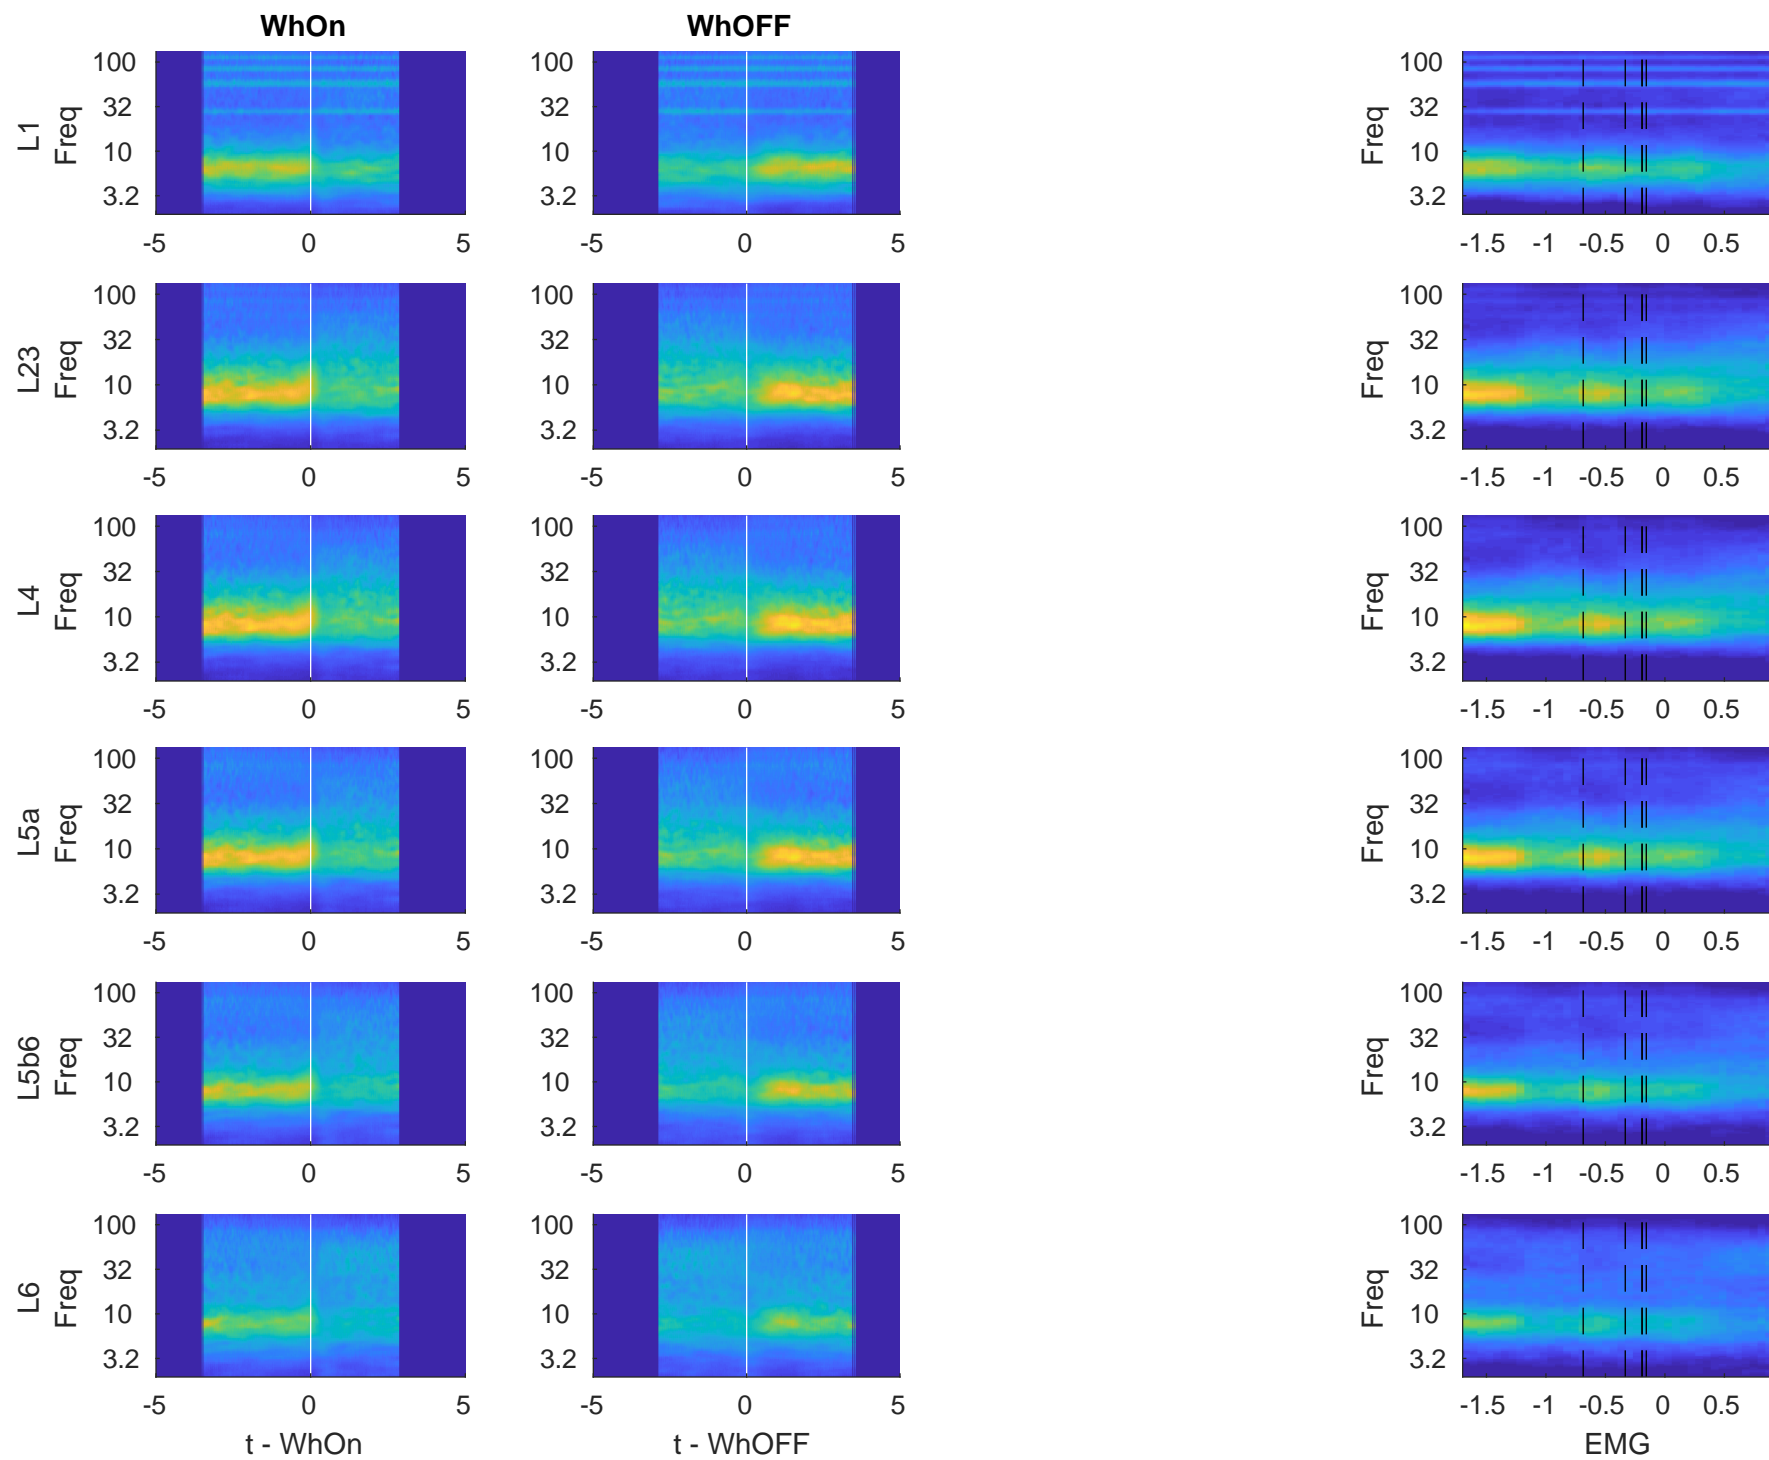 WhOn WhOFF
L1 Freq 100 32 10 3.2 100 32 10 3.2 Freq 100 32 10 3.2
-5 0 5 -5 0 5 -1.5 -1 -0.5 0 0.5
L23 Freq 100 32 10 3.2 100 32 10 3.2 Freq 100 32 10 3.2
-5 0 5 -5 0 5 -1.5 -1 -0.5 0 0.5
L4 Freq 100 32 10 3.2 100 32 10 3.2 Freq 100 32 10 3.2
-5 0 5 -5 0 5 -1.5 -1 -0.5 0 0.5
L5a Freq 100 32 10 3.2 100 32 10 3.2 Freq 100 32 10 3.2
-5 0 5 -5 0 5 -1.5 -1 -0.5 0 0.5
L5b6 Freq 100 32 10 3.2 100 32 10 3.2 Freq 100 32 10 3.2
-5 0 5 -5 0 5 -1.5 -1 -0.5 0 0.5
L6 Freq 100 32 10 3.2 100 32 10 3.2 Freq 100 32 10 3.2
-5 0 5 -5 0 5 -1.5 -1 -0.5 0 0.5
t - WhOn t - WhOFF EMG